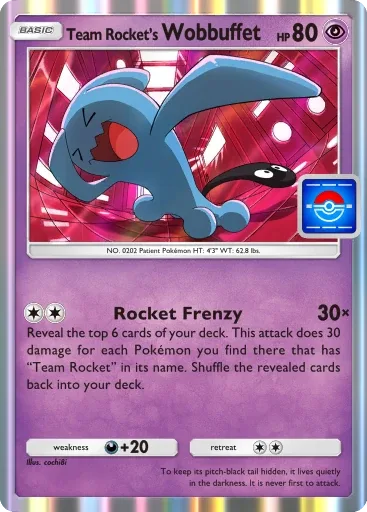 BASIC
Team Rocket's Wobbuffet HP 80
NO. 0202 Patient Pokémon HT: 4'3" WT: 62.8 lbs.
Rocket Frenzy 30×
Reveal the top 6 cards of your deck. This attack does 30
damage for each Pokémon you find there that has
“Team Rocket” in its name. Shuffle the revealed cards
back into your deck.
weakness +20 retreat
Illus. cochi8i
To keep its pitch-black tail hidden, it lives quietly
in the darkness. It is never first to attack.